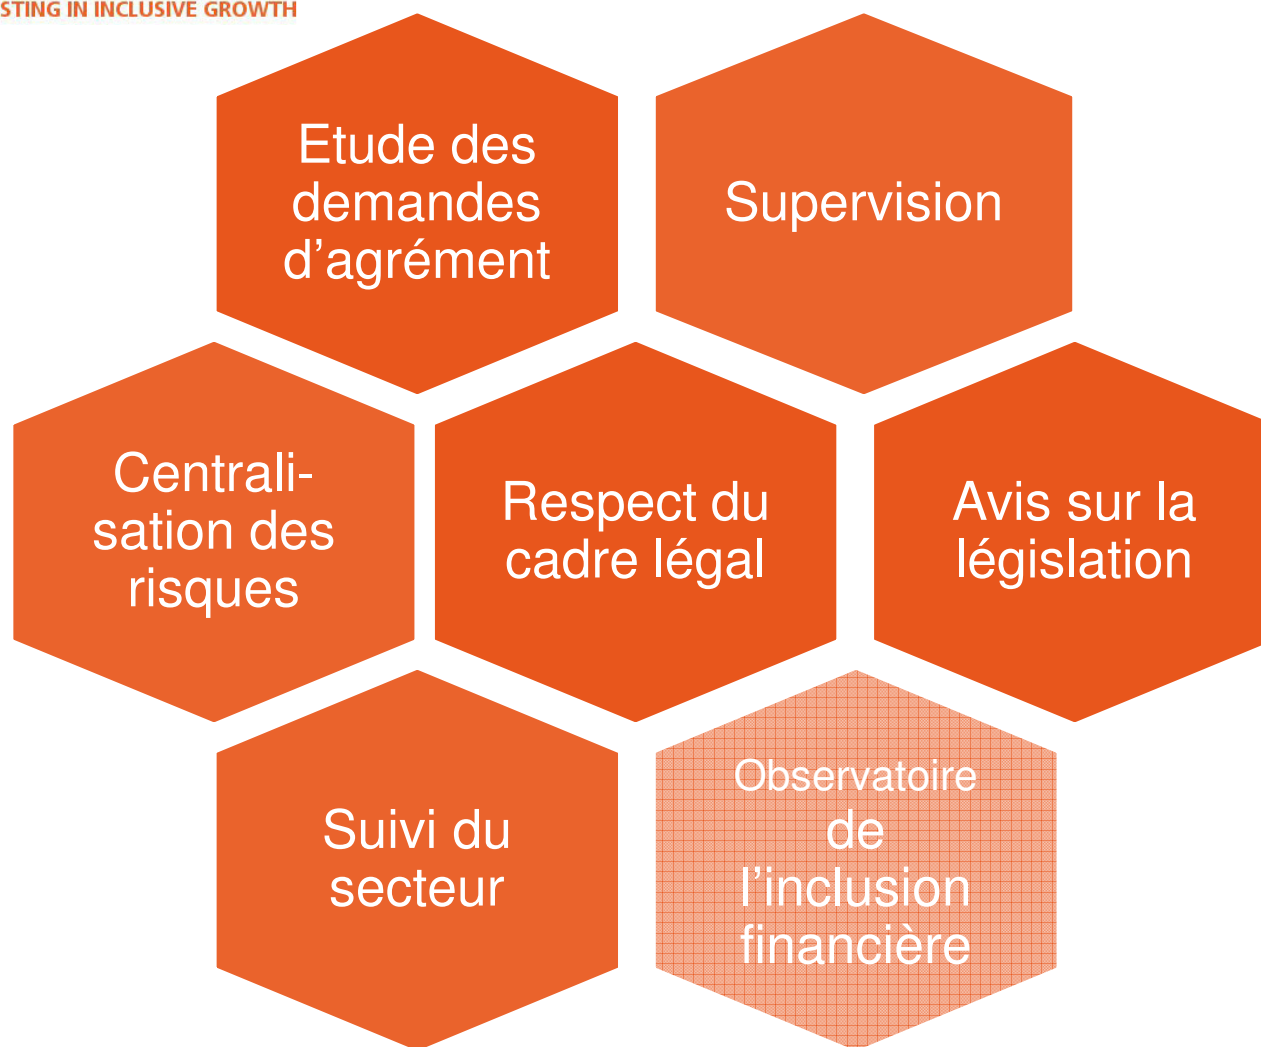 STING IN INCLUSIVE GROWTH
Etude des
demandes
d’agrément
Supervision
Centrali-
sation des
risques
Respect du
cadre légal
Avis sur la
législation
Suivi du
secteur
Observatoire
de
l’inclusion
financière